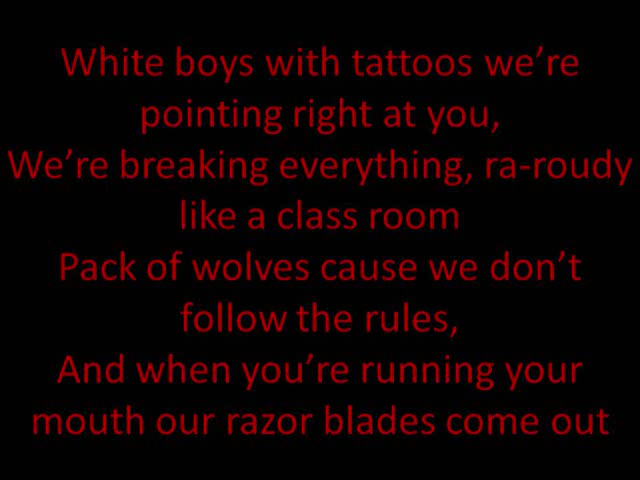 White boys with tattoos we’re
pointing right at you,
We’re breaking everything, ra-roudy
like a class room
Pack of wolves cause we don’t
follow the rules,
And when you’re running your
mouth our razor blades come out